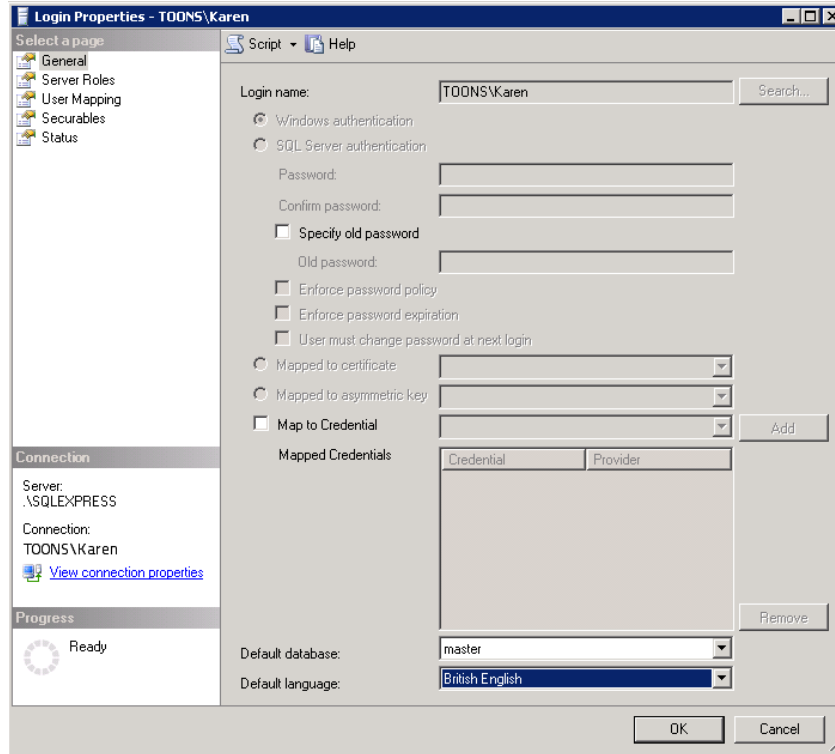 Login Properties - TOONS\Karen
Select a page
General
Server Roles
User Mapping
Securables
Status
Script Help
Login name: TOONS\Karen Search...
Windows authentication
SQL Server authentication
Password:
Confirm password:
Specify old password
Old password:
Enforce password policy
Enforce password expiration
User must change password at next login
Mapped to certificate
Mapped to asymmetric key
Map to Credential Add
Mapped Credentials Credential Provider
Remove
Default database: master
Default language: British English
Connection
Server:
.\SQLEXPRESS
Connection:
TOONS\Karen
View connection properties
Progress
Ready
OK Cancel